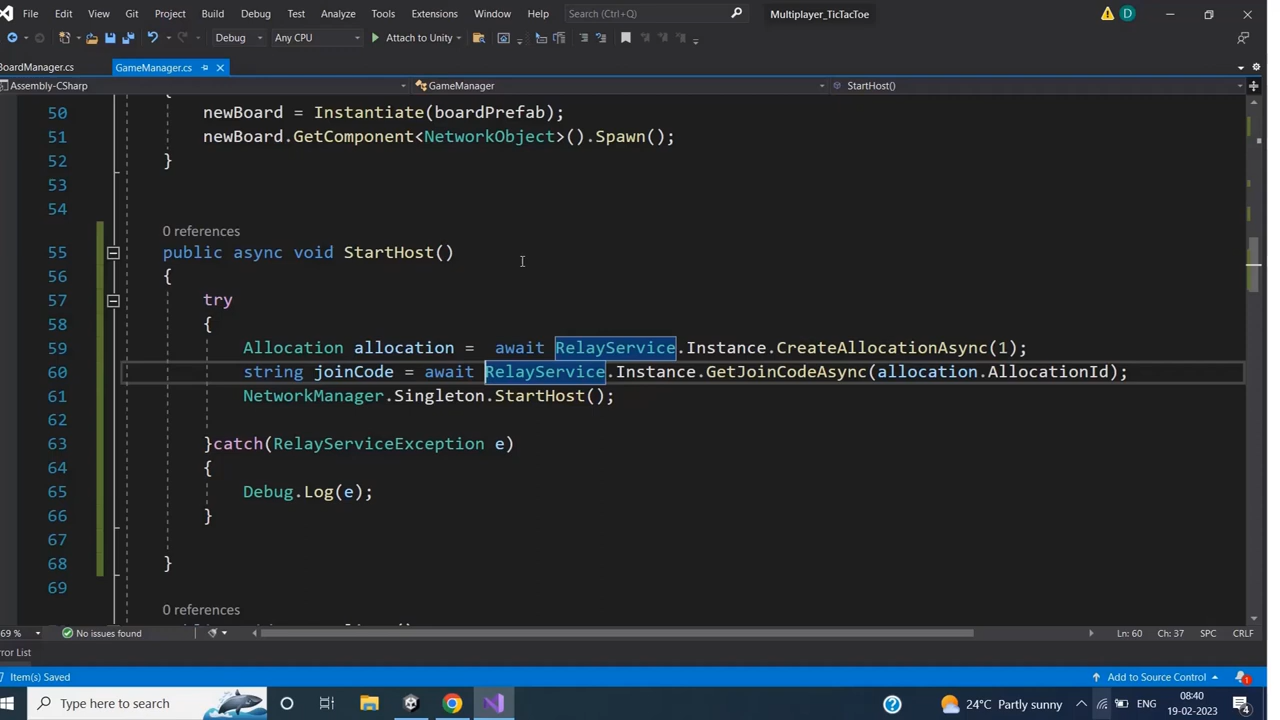 File Edit View Git Project Build Debug Test Analyze Tools Extensions Window Help Search (Ctrl+Q) Multiplayer_TicTacToe D
Debug Any CPU Attach to Unity
BoardManager.cs GameManager.cs
Assembly-CSharp GameManager StartHost()
50 newBoard = Instantiate(boardPrefab);
51 newBoard.GetComponent<NetworkObject>().Spawn();
52 }
53
54
0 references
55 public async void StartHost()
56 {
57 try
58 {
59 Allocation allocation =  await RelayService.Instance.CreateAllocationAsync(1);
60 string joinCode = await RelayService.Instance.GetJoinCodeAsync(allocation.AllocationId);
61 NetworkManager.Singleton.StartHost();
62
63 }catch(RelayServiceException e)
64 {
65 Debug.Log(e);
66 }
67
68 }
69
0 references
69 % No issues found Ln: 60 Ch: 37 SPC CRLF
rror List
Item(s) Saved Add to Source Control 1
Type here to search 24°C Partly sunny ENG 08:40
19-02-2023 4